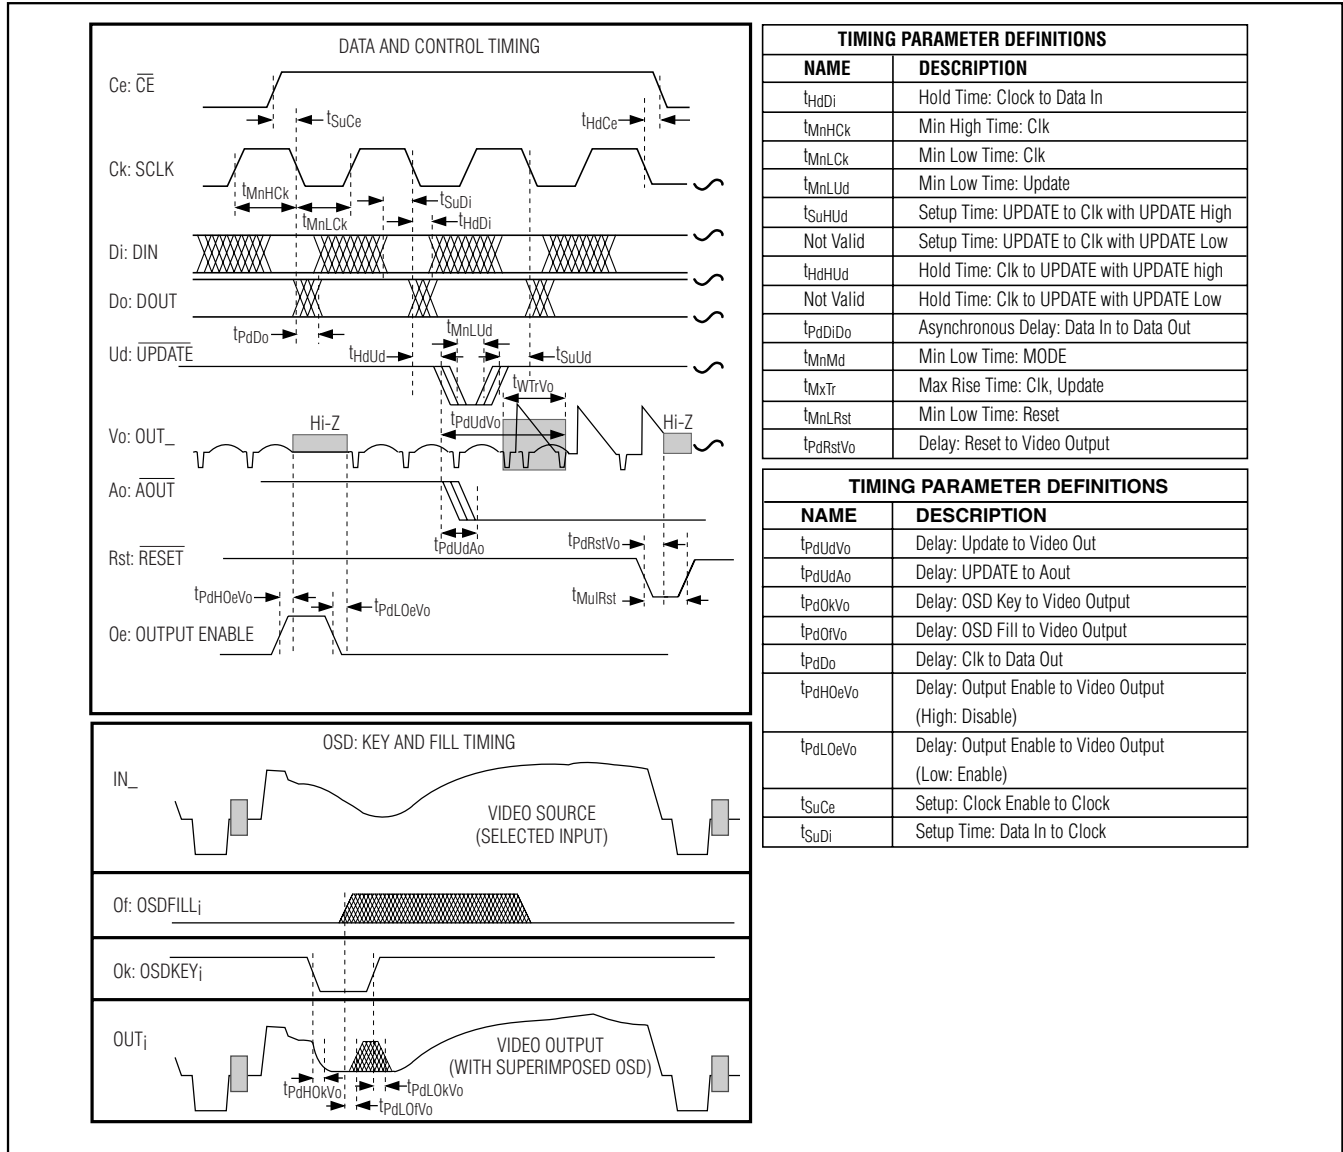 DATA AND CONTROL TIMING
Ce: CE
tSuCe
tHdCe
Ck: SCLK
tMnHCk
tMnLCk
tSuDi
tHdDi
Di: DIN
Do: DOUT
tPdDo
tMnLUd
Ud: UPDATE
tHdUd
tSuUd
tWTrVo
Hi-Z
tPdUdVo
Hi-Z
Vo: OUT_
Ao: AOUT
tPdUdAo
tPdRstVo
Rst: RESET
tPdHOeVo
tPdLOeVo
tMulRst
Oe: OUTPUT ENABLE
OSD: KEY AND FILL TIMING
IN_
VIDEO SOURCE
(SELECTED INPUT)
Of: OSDFILLi
Ok: OSDKEYi
OUTi
VIDEO OUTPUT
(WITH SUPERIMPOSED OSD)
tPdHOkVo
tPdLOkVo
tPdLOfVo
TIMING PARAMETER DEFINITIONS
NAME DESCRIPTION
tHdDi Hold Time: Clock to Data In
tMnHCk Min High Time: Clk
tMnLCk Min Low Time: Clk
tMnLUd Min Low Time: Update
tSuHUd Setup Time: UPDATE to Clk with UPDATE High
Not Valid Setup Time: UPDATE to Clk with UPDATE Low
tHdHUd Hold Time: Clk to UPDATE with UPDATE high
Not Valid Hold Time: Clk to UPDATE with UPDATE Low
tPdDiDo Asynchronous Delay: Data In to Data Out
tMnMd Min Low Time: MODE
tMxTr Max Rise Time: Clk, Update
tMnLRst Min Low Time: Reset
tPdRstVo Delay: Reset to Video Output
TIMING PARAMETER DEFINITIONS
NAME DESCRIPTION
tPdUdVo Delay: Update to Video Out
tPdUdAo Delay: UPDATE to Aout
tPdOkVo Delay: OSD Key to Video Output
tPdOfVo Delay: OSD Fill to Video Output
tPdDo Delay: Clk to Data Out
tPdHOeVo Delay: Output Enable to Video Output
(High: Disable)
tPdLOeVo Delay: Output Enable to Video Output
(Low: Enable)
tSuCe Setup: Clock Enable to Clock
tSuDi Setup Time: Data In to Clock